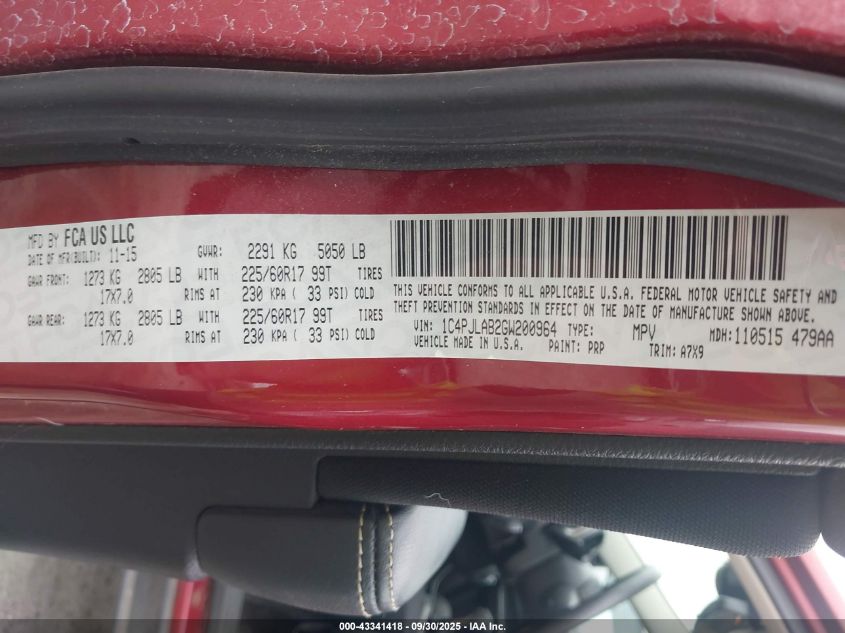 MFD BY FCA US LLC
DATE OF MFR(BUILT): 11-15
GVWR: 2291 KG 5050 LB
GAWR FRONT: 1273 KG 2805 LB WITH 225/60R17 99T TIRES
17X7.0 RIMS AT 230 KPA ( 33 PSI) COLD
GAWR REAR: 1273 KG 2805 LB WITH 225/60R17 99T TIRES
17X7.0 RIMS AT 230 KPA ( 33 PSI) COLD
THIS VEHICLE CONFORMS TO ALL APPLICABLE U.S.A. FEDERAL MOTOR VEHICLE SAFETY AND
THEFT PREVENTION STANDARDS IN EFFECT ON THE DATE OF MANUFACTURE SHOWN ABOVE.
VIN: 1C4PJLAB2GW200964 TYPE: MPV MDH:110515 479AA
VEHICLE MADE IN U.S.A. PAINT: PRP TRIM: A7X9
000-43341418 - 09/30/2025 - IAA Inc.